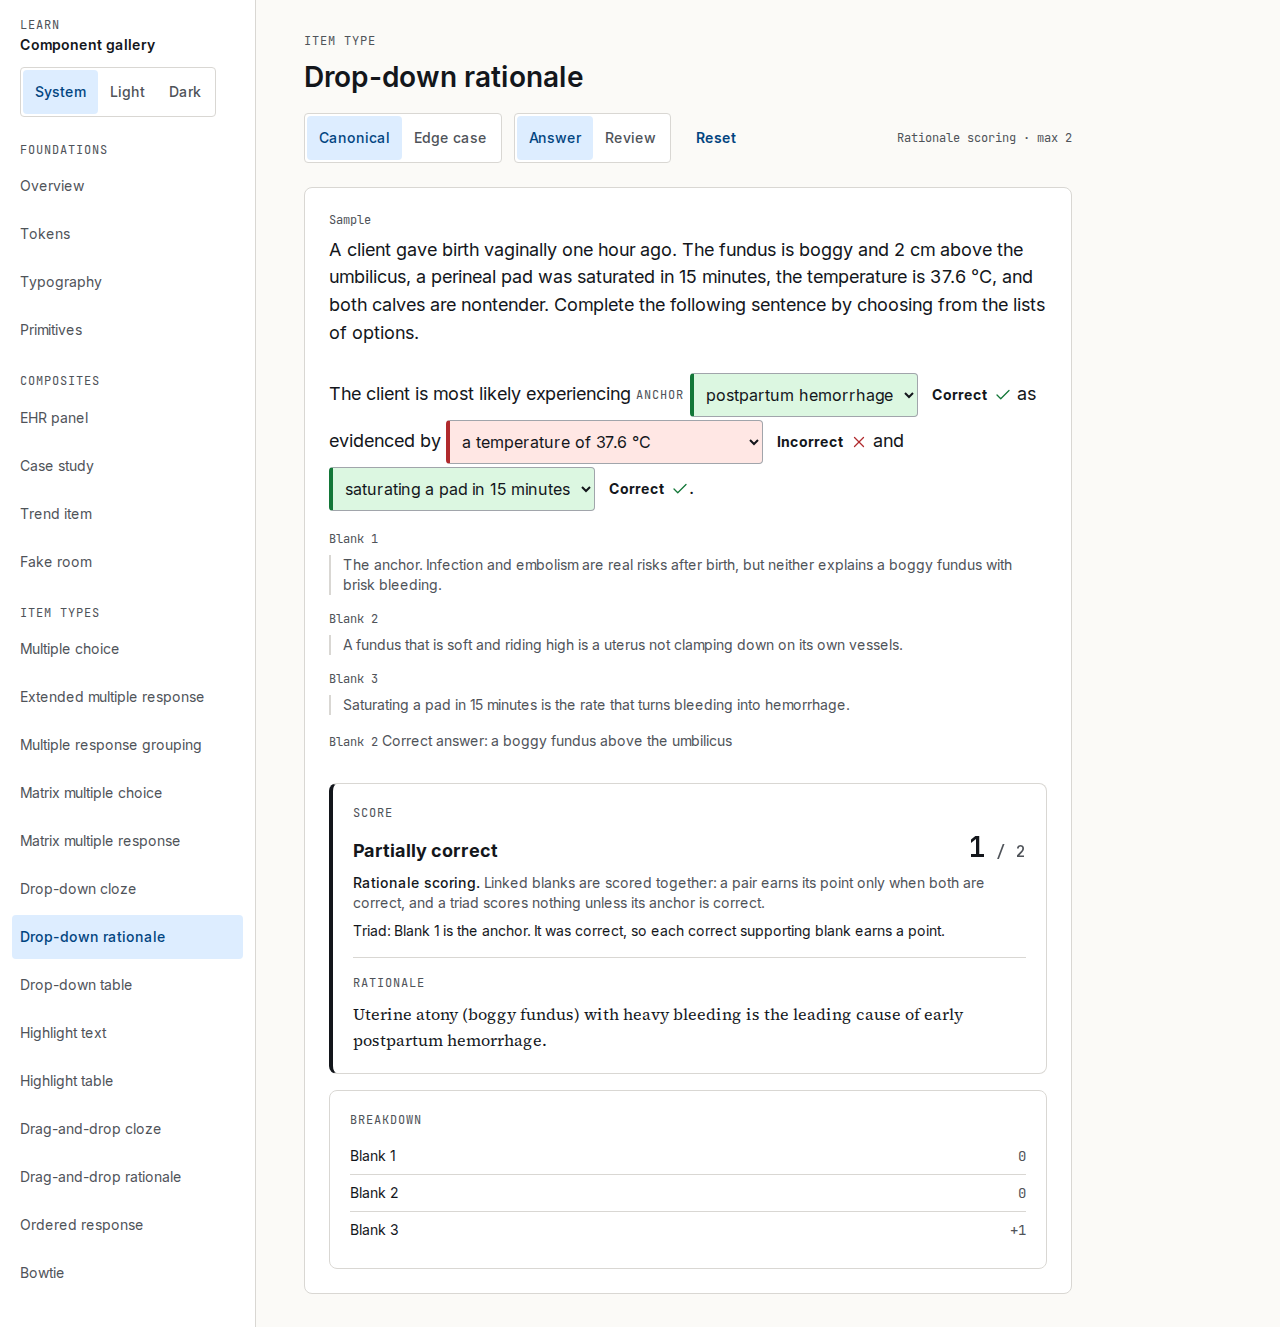 LEARN
Component gallery
System Light Dark
FOUNDATIONS
Overview
Tokens
Typography
Primitives
COMPOSITES
EHR panel
Case study
Trend item
Fake room
ITEM TYPES
Multiple choice
Extended multiple response
Multiple response grouping
Matrix multiple choice
Matrix multiple response
Drop-down cloze
Drop-down rationale
Drop-down table
Highlight text
Highlight table
Drag-and-drop cloze
Drag-and-drop rationale
Ordered response
Bowtie
ITEM TYPE
Drop-down rationale
Canonical Edge case Answer Review Reset Rationale scoring · max 2
Sample
A client gave birth vaginally one hour ago. The fundus is boggy and 2 cm above the
umbilicus, a perineal pad was saturated in 15 minutes, the temperature is 37.6 °C, and
both calves are nontender. Complete the following sentence by choosing from the lists
of options.
The client is most likely experiencing ANCHOR postpartum hemorrhage Correct as
evidenced by a temperature of 37.6 °C Incorrect and
saturating a pad in 15 minutes Correct .
Blank 1
The anchor. Infection and embolism are real risks after birth, but neither explains a boggy fundus with
brisk bleeding.
Blank 2
A fundus that is soft and riding high is a uterus not clamping down on its own vessels.
Blank 3
Saturating a pad in 15 minutes is the rate that turns bleeding into hemorrhage.
Blank 2 Correct answer: a boggy fundus above the umbilicus
SCORE
Partially correct 1 / 2
Rationale scoring. Linked blanks are scored together: a pair earns its point only when both are
correct, and a triad scores nothing unless its anchor is correct.
Triad: Blank 1 is the anchor. It was correct, so each correct supporting blank earns a point.
RATIONALE
Uterine atony (boggy fundus) with heavy bleeding is the leading cause of early
postpartum hemorrhage.
BREAKDOWN
Blank 1 0
Blank 2 0
Blank 3 +1